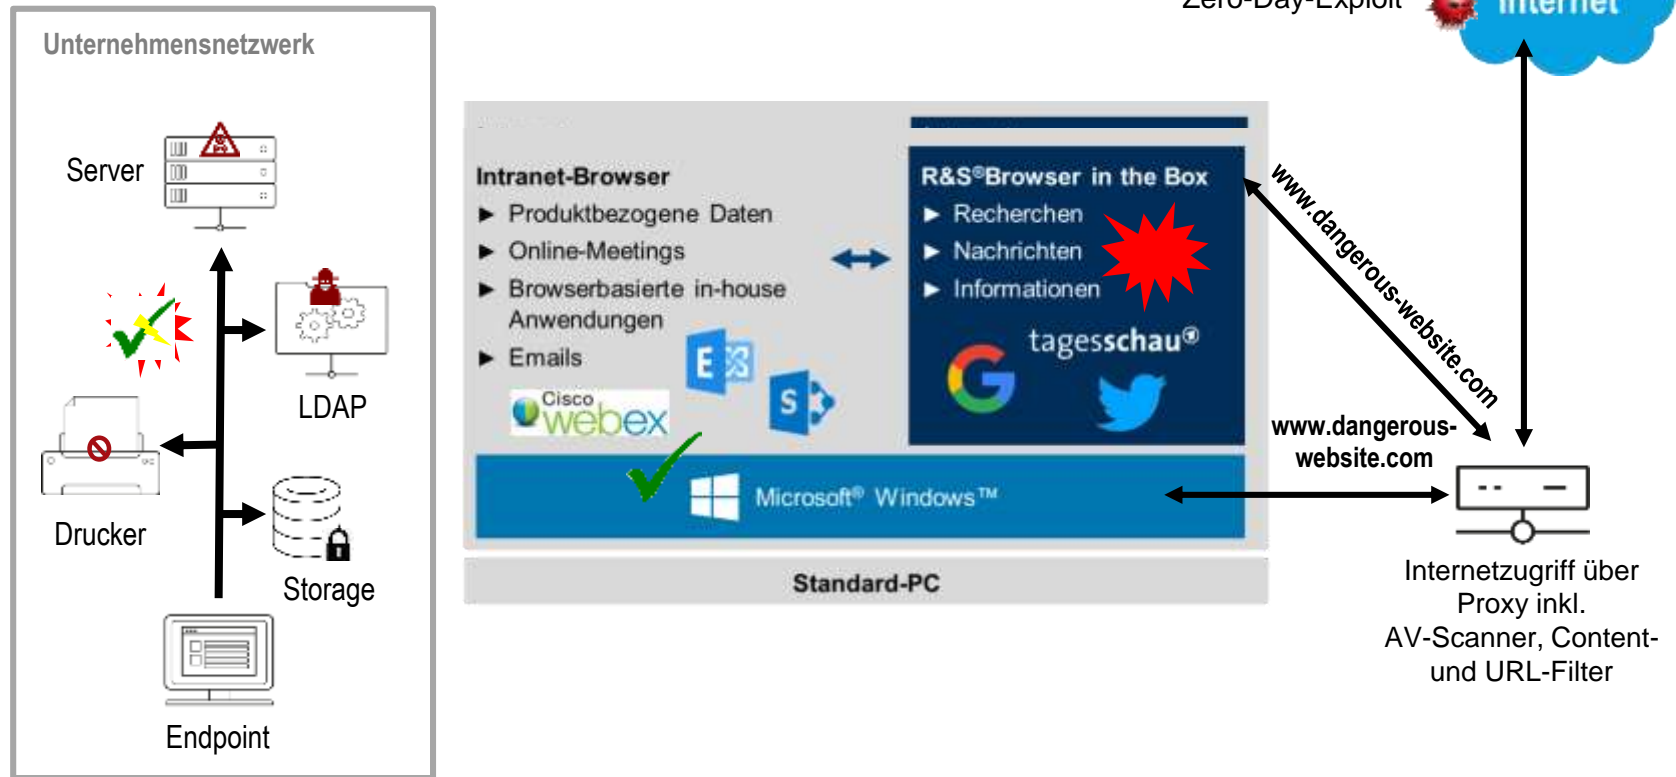 Zero-Day-Exploit
Internet
Unternehmensnetzwerk
Server
LDAP
Drucker
Storage
Endpoint
Intranet-Browser
► Produktbezogene Daten
► Online-Meetings
► Browserbasierte in-house
Anwendungen
► Emails
E
S
Cisco
webex
R&S®Browser in the Box
► Recherchen
► Nachrichten
► Informationen
tagesschau
G
Microsoft® Windows™
Standard-PC
www.dangerous-website.com
www.dangerous-
website.com
Internetzugriff über
Proxy inkl.
AV-Scanner, Content-
und URL-Filter